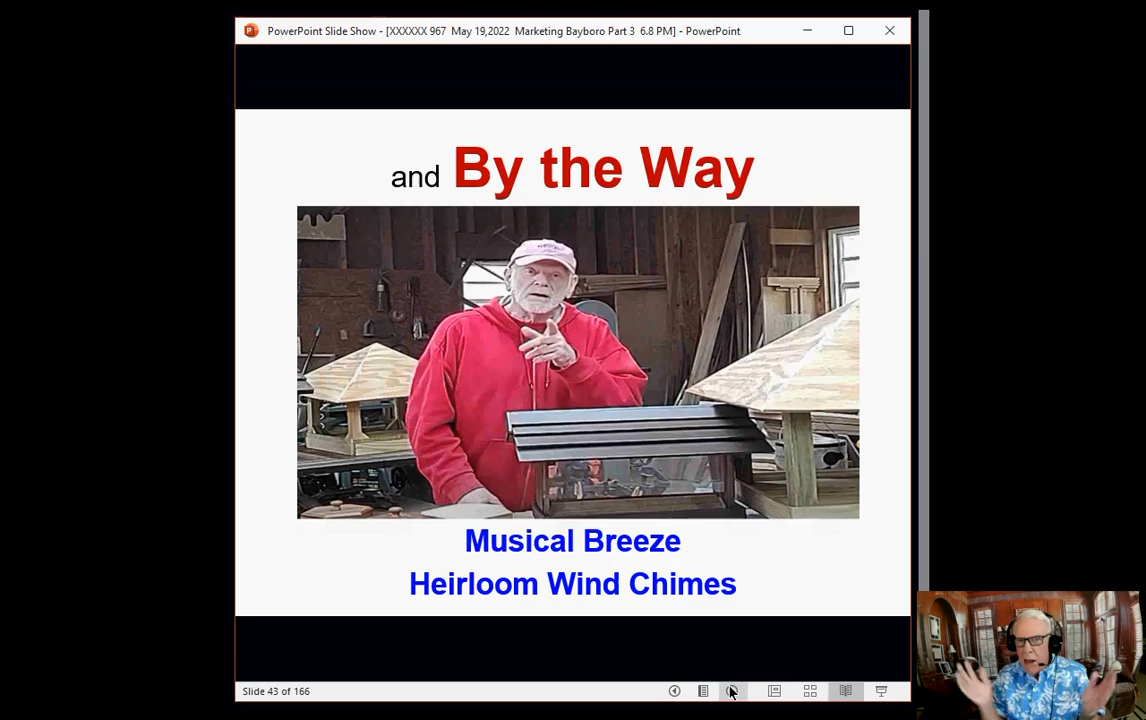 PowerPoint Slide Show - [XXXXXX 967 May 19,2022 Marketing Bayboro Part 3 6.8 PM] - PowerPoint
and By the Way
Musical Breeze
Heirloom Wind Chimes
Slide 43 of 166